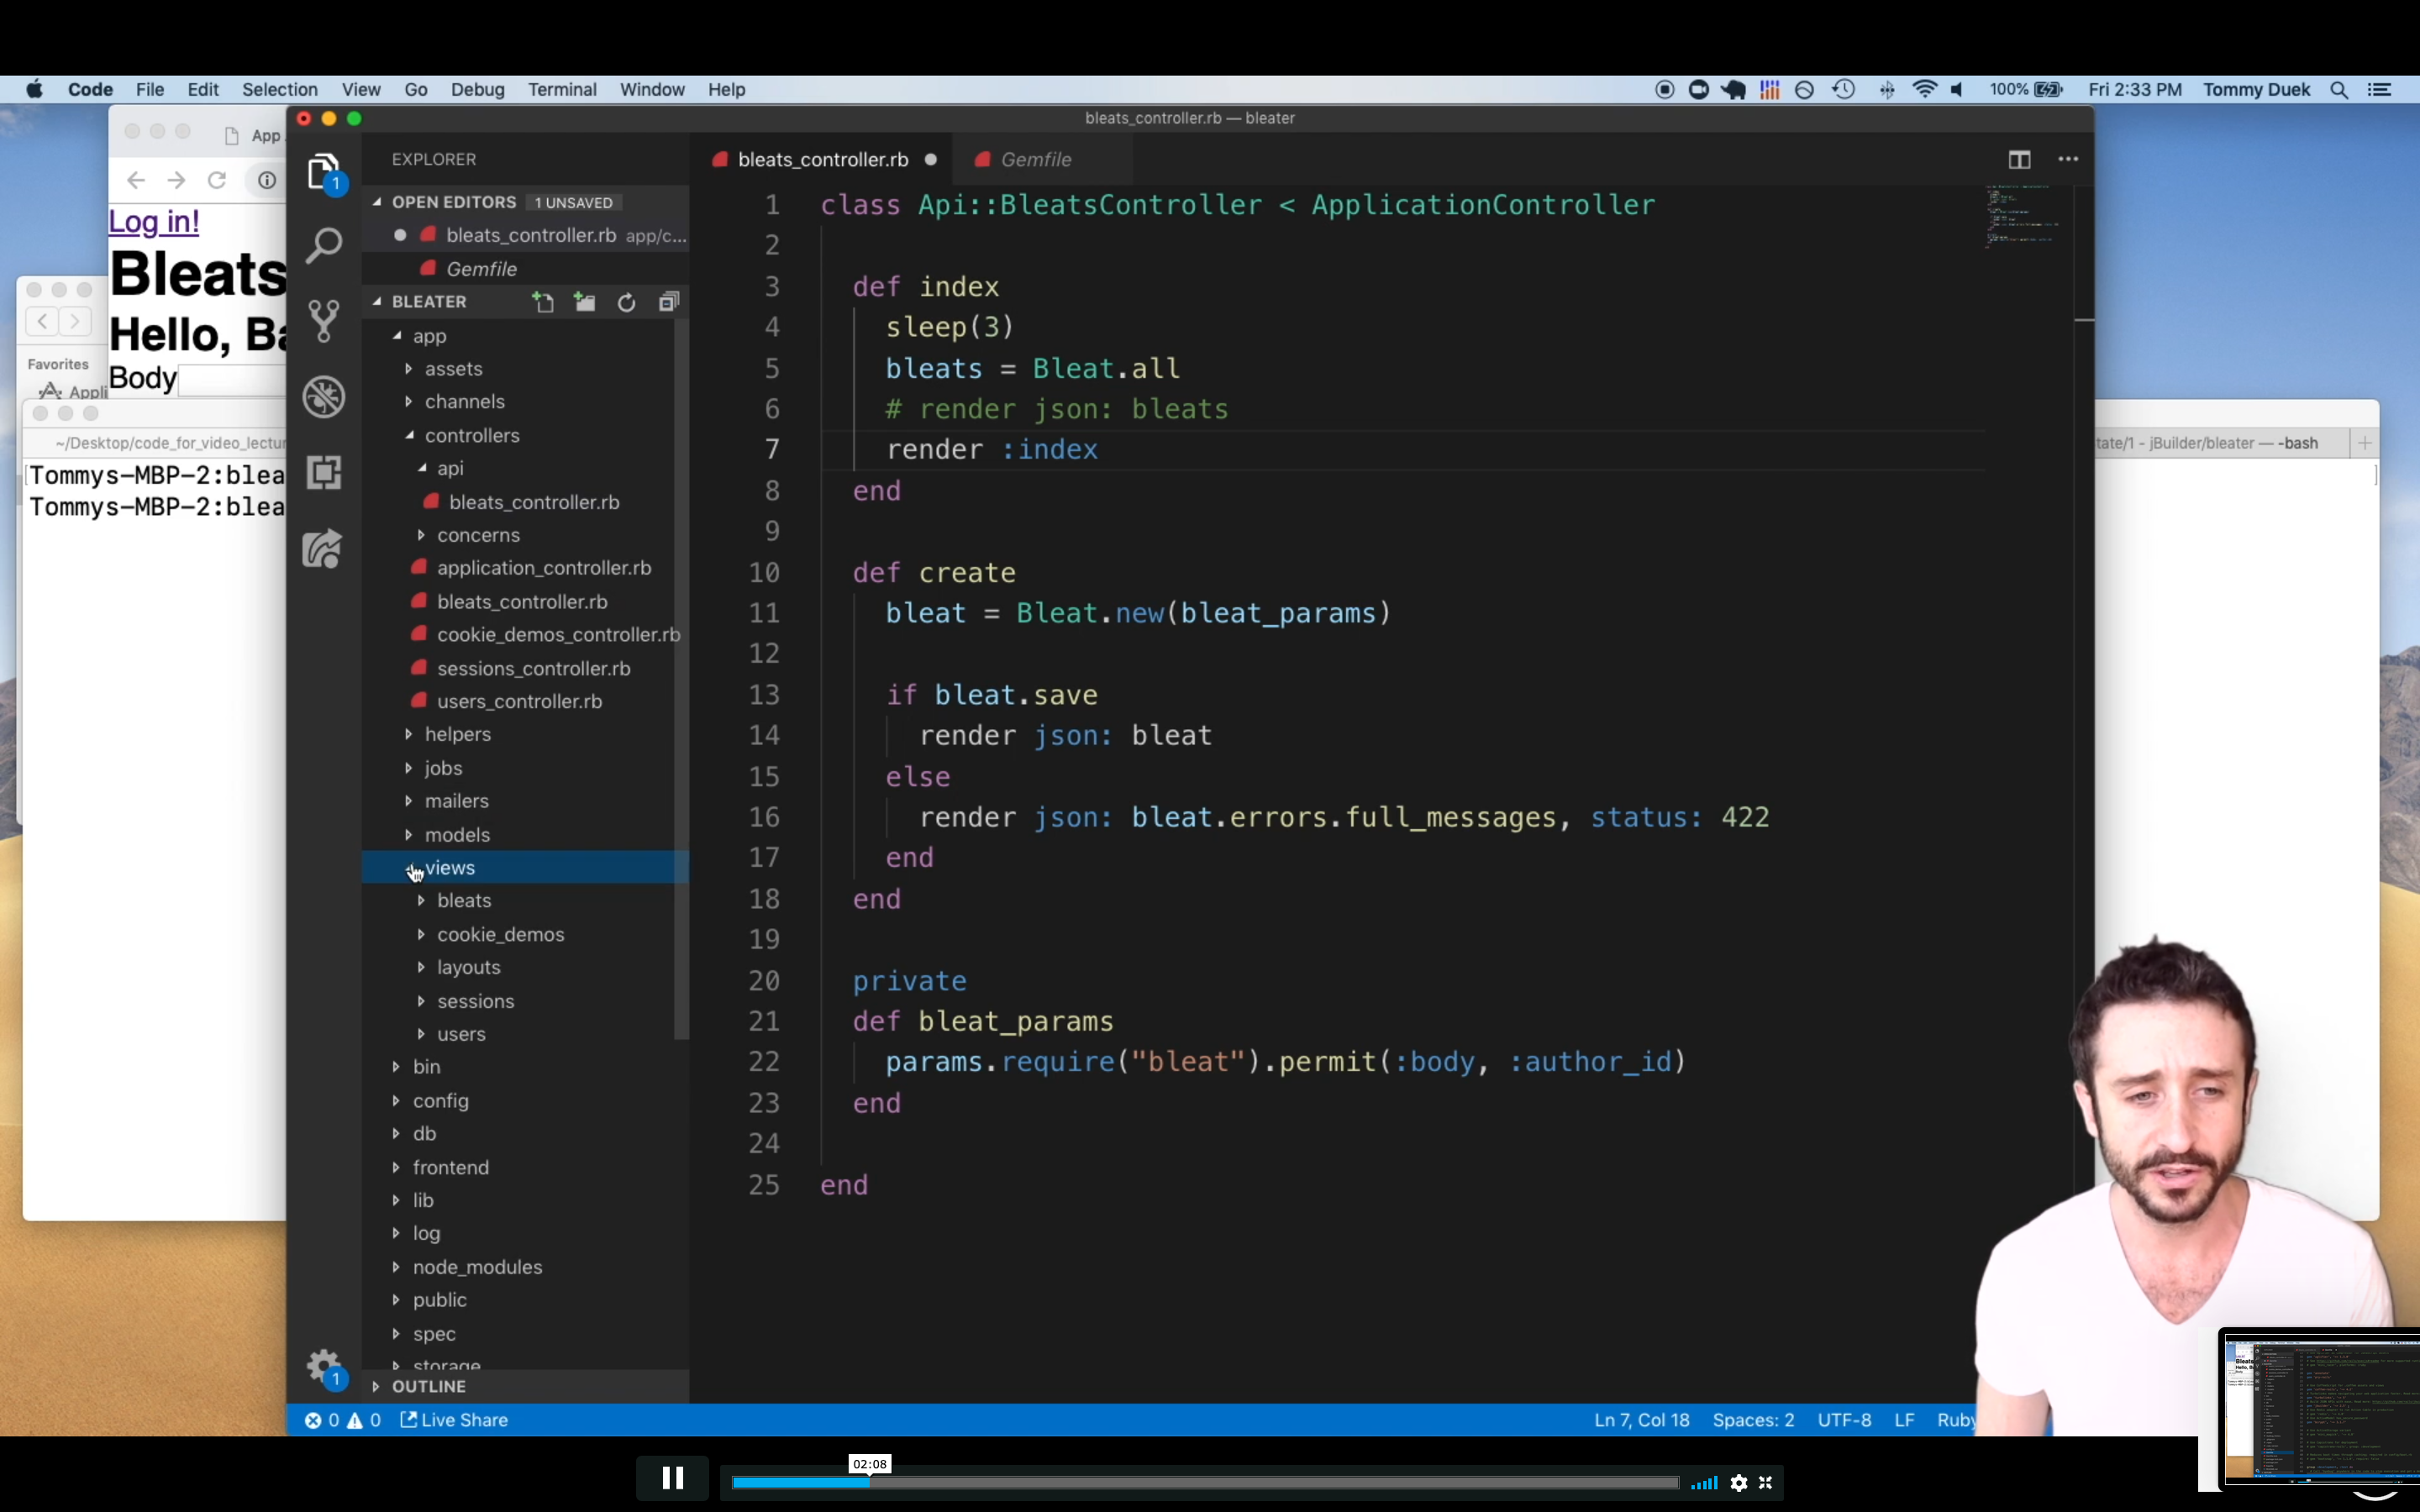 Code File Edit Selection View Go Debug Terminal Window Help
100% Fri 2:33 PM Tommy Duek
bleats_controller.rb — bleater
App
Log in!
Bleats
Hello, Ba
Body
Favorites
Appli
~/Desktop/code_for_video_lectur
Tommys-MBP-2:blea
Tommys-MBP-2:blea
tate/1 - jBuilder/bleater — -bash
EXPLORER
OPEN EDITORS 1 UNSAVED
bleats_controller.rb app/c...
Gemfile
BLEATER
app
assets
channels
controllers
api
bleats_controller.rb
concerns
application_controller.rb
bleats_controller.rb
cookie_demos_controller.rb
sessions_controller.rb
users_controller.rb
helpers
jobs
mailers
models
views
bleats
cookie_demos
layouts
sessions
users
bin
config
db
frontend
lib
log
node_modules
public
spec
storage
OUTLINE
1
1
bleats_controller.rb Gemfile
1 class Api::BleatsController < ApplicationController
2
3 def index
4 sleep(3)
5 bleats = Bleat.all
6 # render json: bleats
7 render :index
8 end
9
10 def create
11 bleat = Bleat.new(bleat_params)
12
13 if bleat.save
14 render json: bleat
15 else
16 render json: bleat.errors.full_messages, status: 422
17 end
18 end
19
20 private
21 def bleat_params
22 params.require("bleat").permit(:body, :author_id)
23 end
24
25 end
0 0 Live Share Ln 7, Col 18 Spaces: 2 UTF-8 LF Ruby
02:08